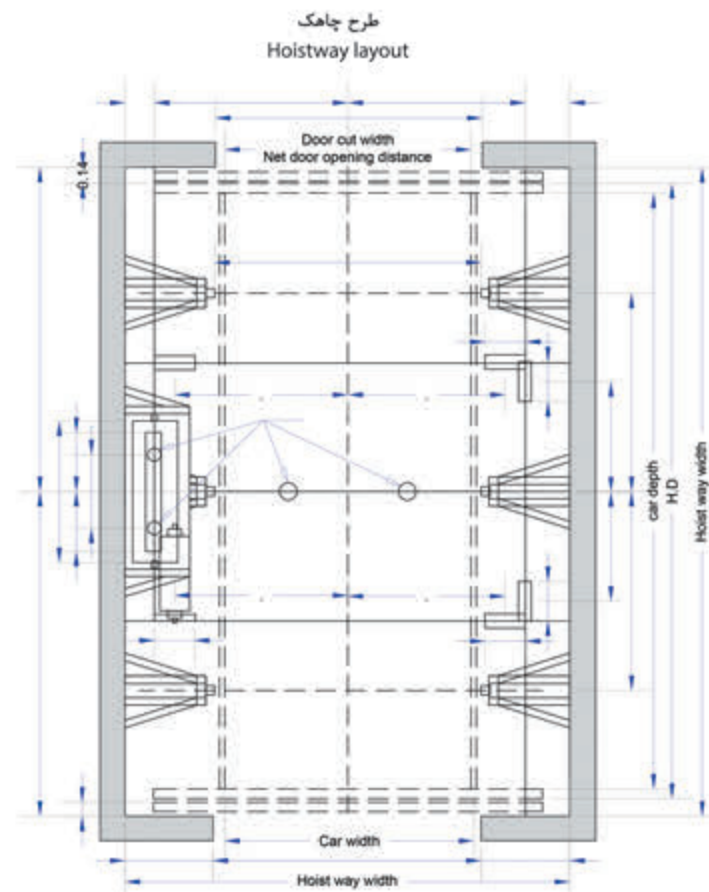 طرح چاهک
Hoistway layout
Door cut width
Net door opening distance
0.14
car depth
H.D
Hoist way width
Car width
Hoist way width